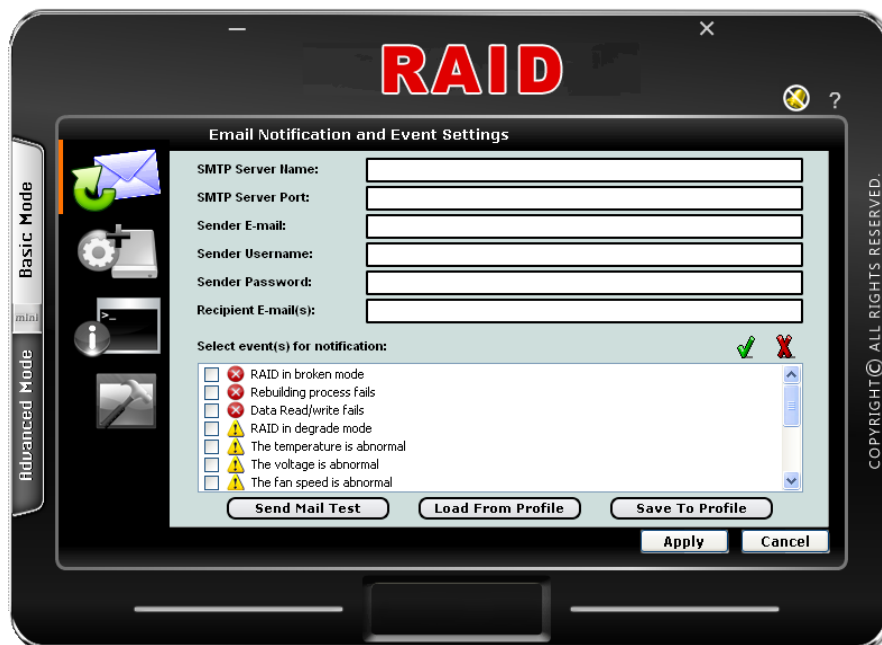 RAID
?
Email Notification and Event Settings
SMTP Server Name:
SMTP Server Port:
Sender E-mail:
Sender Username:
Sender Password:
Recipient E-mail(s):
Select event(s) for notification:
RAID in broken mode
Rebuilding process fails
Data Read/write fails
RAID in degrade mode
The temperature is abnormal
The voltage is abnormal
The fan speed is abnormal
Send Mail Test
Load From Profile
Save To Profile
Apply
Cancel
Basic Mode
mini
Advanced Mode
>_
i
COPYRIGHT© ALL RIGHTS RESERVED.